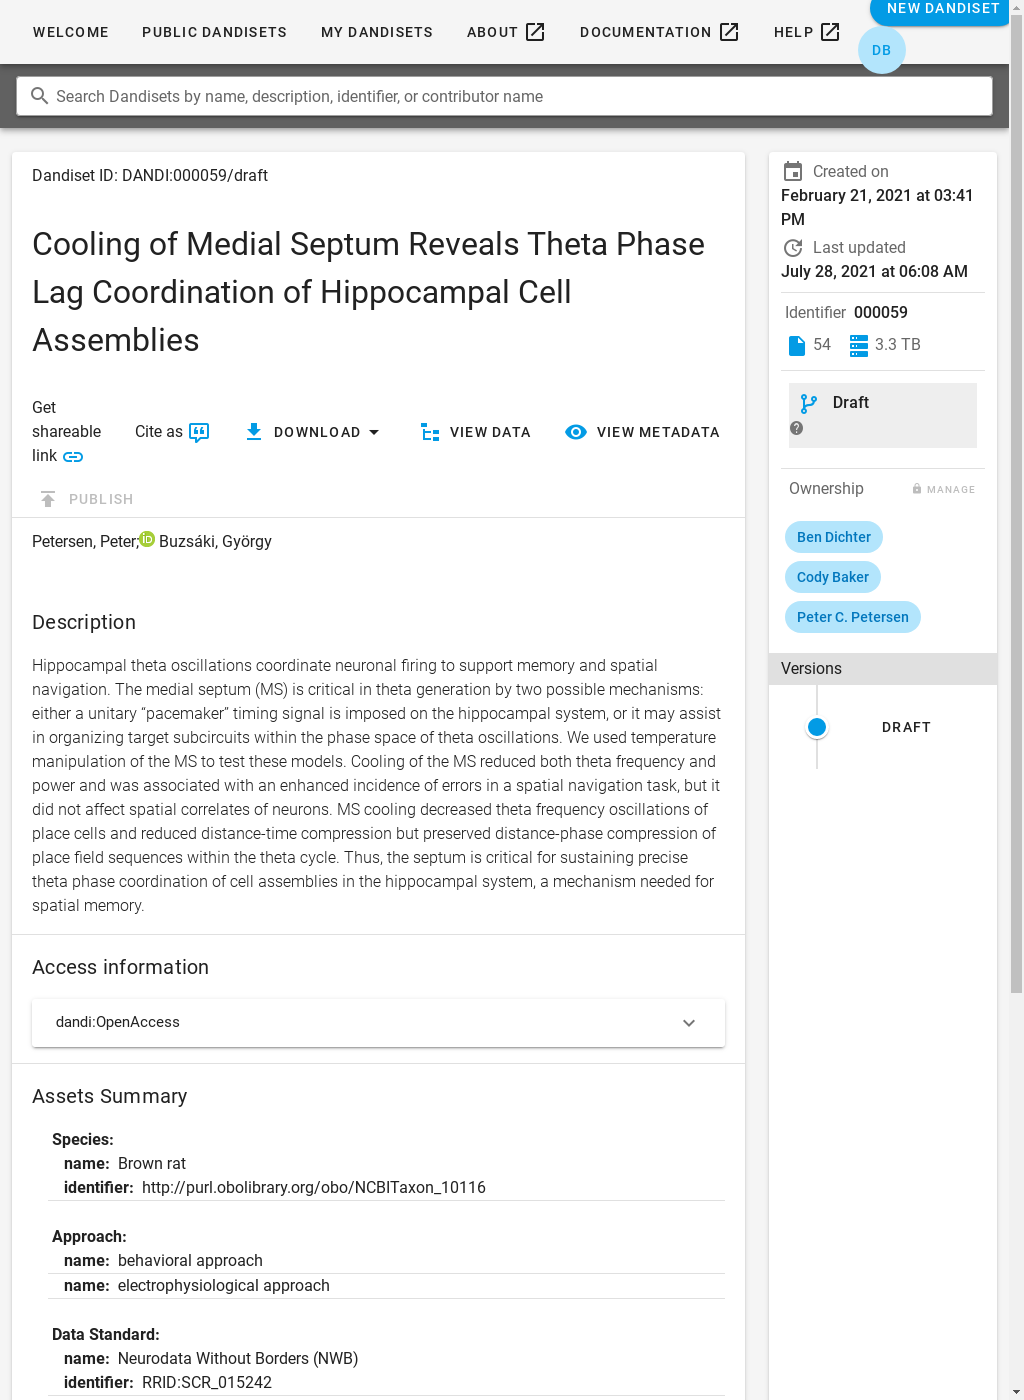 WELCOME PUBLIC DANDISETS MY DANDISETS ABOUT DOCUMENTATION HELP NEW DANDISET
DB
Search Dandisets by name, description, identifier, or contributor name
Dandiset ID: DANDI:000059/draft
Cooling of Medial Septum Reveals Theta Phase
Lag Coordination of Hippocampal Cell
Assemblies
Get
shareable
link
Cite as
DOWNLOAD
VIEW DATA
VIEW METADATA
PUBLISH
Petersen, Peter; iD Buzsáki, György
Description
Hippocampal theta oscillations coordinate neuronal firing to support memory and spatial
navigation. The medial septum (MS) is critical in theta generation by two possible mechanisms:
either a unitary “pacemaker” timing signal is imposed on the hippocampal system, or it may assist
in organizing target subcircuits within the phase space of theta oscillations. We used temperature
manipulation of the MS to test these models. Cooling of the MS reduced both theta frequency and
power and was associated with an enhanced incidence of errors in a spatial navigation task, but it
did not affect spatial correlates of neurons. MS cooling decreased theta frequency oscillations of
place cells and reduced distance-time compression but preserved distance-phase compression of
place field sequences within the theta cycle. Thus, the septum is critical for sustaining precise
theta phase coordination of cell assemblies in the hippocampal system, a mechanism needed for
spatial memory.
Access information
dandi:OpenAccess
Assets Summary
Species:
name: Brown rat
identifier: http://purl.obolibrary.org/obo/NCBITaxon_10116
Approach:
name: behavioral approach
name: electrophysiological approach
Data Standard:
name: Neurodata Without Borders (NWB)
identifier: RRID:SCR_015242
Created on
February 21, 2021 at 03:41
PM
Last updated
July 28, 2021 at 06:08 AM
Identifier 000059
54 3.3 TB
Draft
?
Ownership MANAGE
Ben Dichter
Cody Baker
Peter C. Petersen
Versions
DRAFT